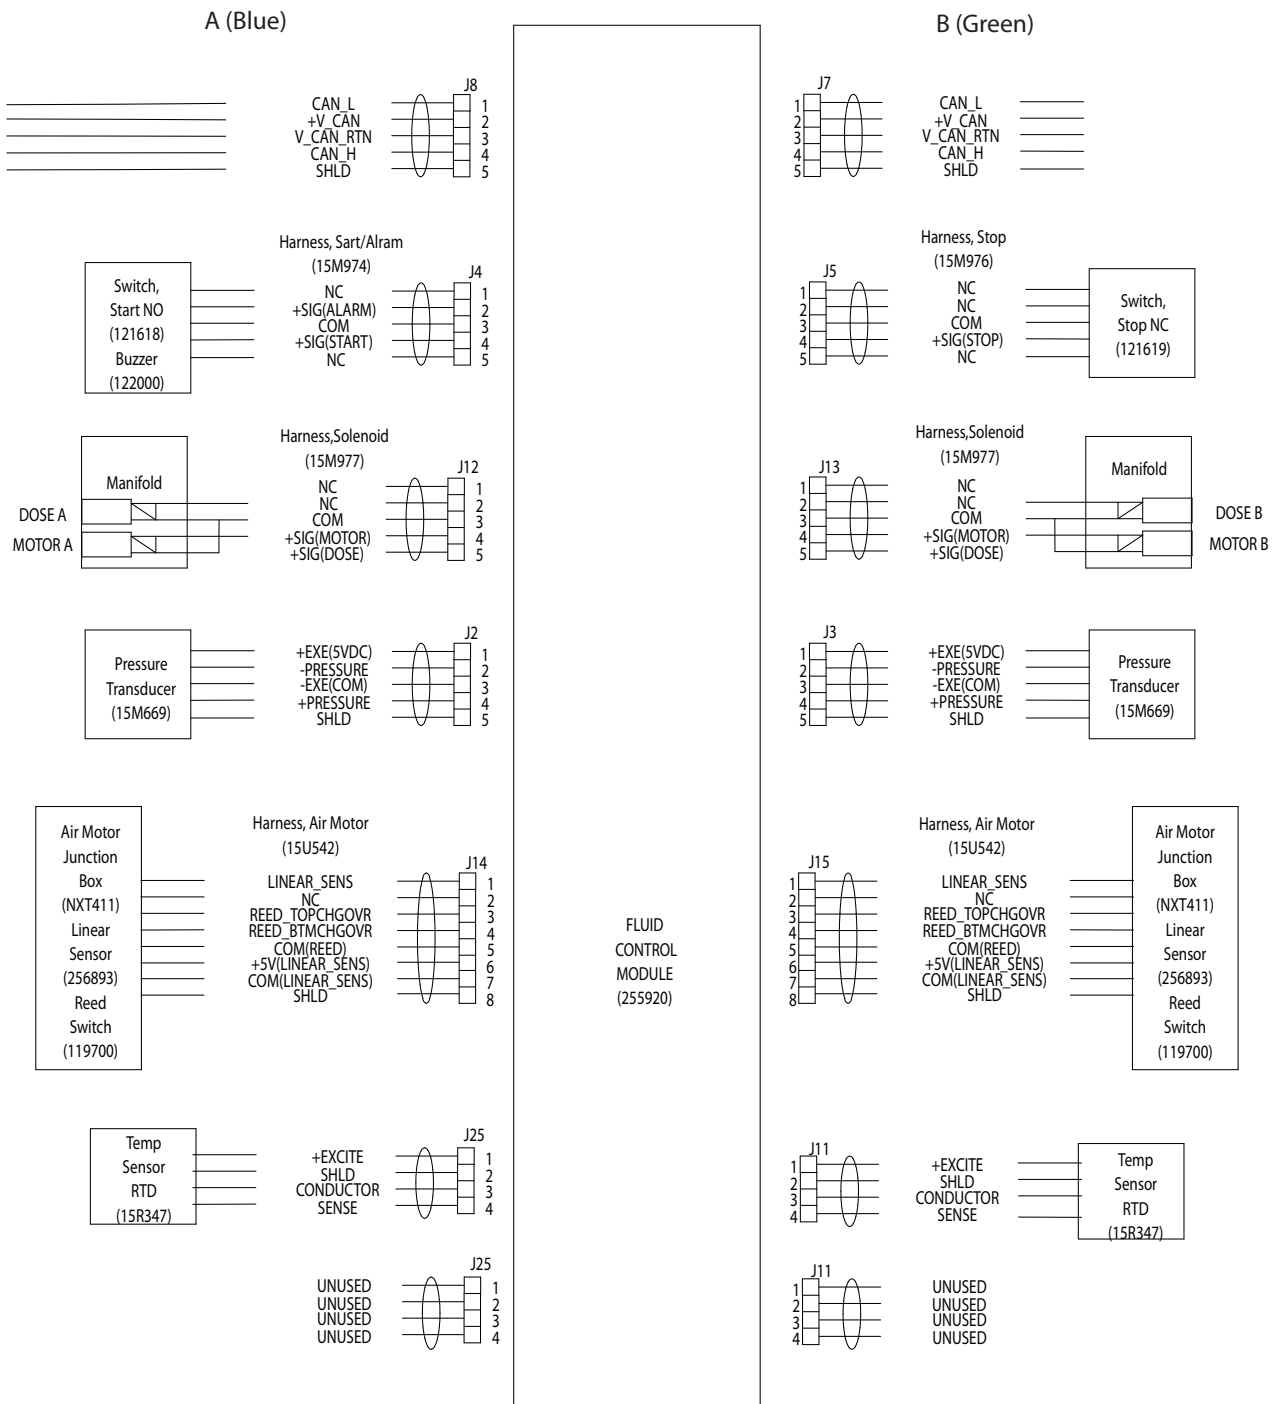 A (Blue)
B (Green)
J8
CAN_L
1
+V_CAN
2
V_CAN_RTN
3
CAN_H
4
SHLD
5
Harness, Sart/Alram
(15M974)
J4
Switch,
Start NO
(121618)
Buzzer
(122000)
NC
1
+SIG(ALARM)
2
COM
3
+SIG(START)
4
NC
5
Harness,Solenoid
(15M977)
J12
Manifold
DOSE A
MOTOR A
NC
1
NC
2
COM
3
+SIG(MOTOR)
4
+SIG(DOSE)
5
J2
Pressure
Transducer
(15M669)
+EXE(5VDC)
1
-PRESSURE
2
-EXE(COM)
3
+PRESSURE
4
SHLD
5
Harness, Air Motor
(15U542)
J14
Air Motor
Junction
Box
(NXT411)
Linear
Sensor
(256893)
Reed
Switch
(119700)
LINEAR_SENS
1
NC
2
REED_TOPCHGOVR
3
REED_BTMCHGOVR
4
COM(REED)
5
+5V(LINEAR_SENS)
6
COM(LINEAR_SENS)
7
SHLD
8
J25
Temp
Sensor
RTD
(15R347)
+EXCITE
1
SHLD
2
CONDUCTOR
3
SENSE
4
J25
UNUSED
1
UNUSED
2
UNUSED
3
UNUSED
4
FLUID
CONTROL
MODULE
(255920)
J7
1
CAN_L
2
+V_CAN
3
V_CAN_RTN
4
CAN_H
5
SHLD
Harness, Stop
(15M976)
J5
1
NC
2
NC
3
COM
4
+SIG(STOP)
5
NC
Switch,
Stop NC
(121619)
Harness,Solenoid
(15M977)
J13
1
NC
2
NC
3
COM
4
+SIG(MOTOR)
5
+SIG(DOSE)
Manifold
DOSE B
MOTOR B
J3
1
+EXE(5VDC)
2
-PRESSURE
3
-EXE(COM)
4
+PRESSURE
5
SHLD
Pressure
Transducer
(15M669)
Harness, Air Motor
(15U542)
J15
1
LINEAR_SENS
2
NC
3
REED_TOPCHGOVR
4
REED_BTMCHGOVR
5
COM(REED)
6
+5V(LINEAR_SENS)
7
COM(LINEAR_SENS)
8
SHLD
Air Motor
Junction
Box
(NXT411)
Linear
Sensor
(256893)
Reed
Switch
(119700)
J11
1
+EXCITE
2
SHLD
3
CONDUCTOR
4
SENSE
Temp
Sensor
RTD
(15R347)
J11
1
UNUSED
2
UNUSED
3
UNUSED
4
UNUSED